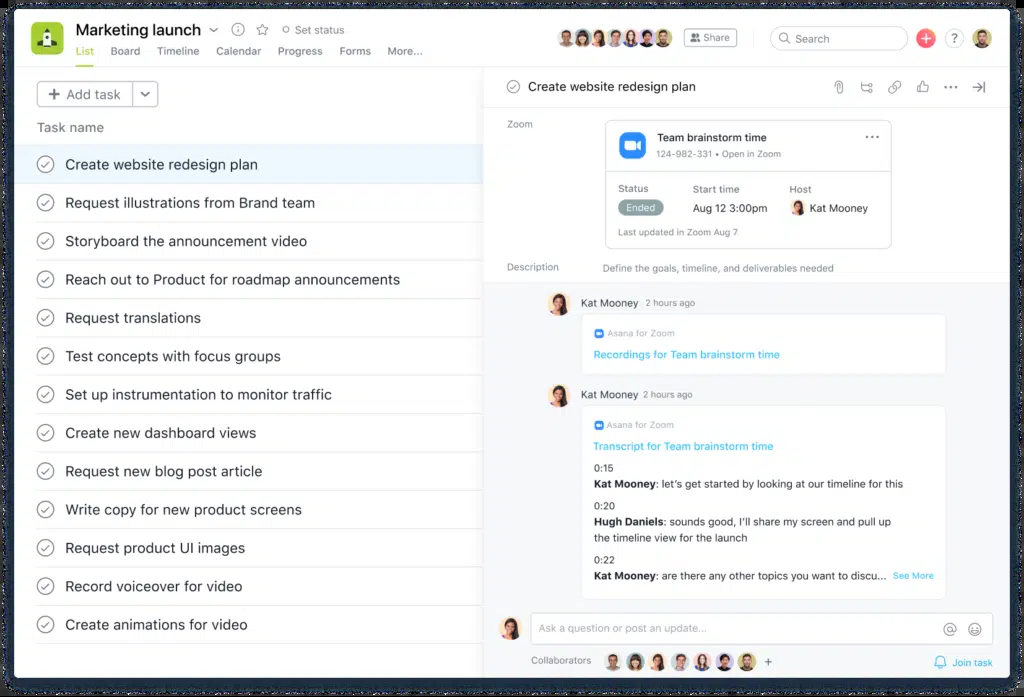 Marketing launch
Set status
List Board Timeline Calendar Progress Forms More...
Share
Search
?
+ Add task
Task name
Create website redesign plan
Request illustrations from Brand team
Storyboard the announcement video
Reach out to Product for roadmap announcements
Request translations
Test concepts with focus groups
Set up instrumentation to monitor traffic
Create new dashboard views
Request new blog post article
Write copy for new product screens
Request product UI images
Record voiceover for video
Create animations for video
Create website redesign plan
Zoom
Team brainstorm time
124-982-331 • Open in Zoom
Status Start time Host
Ended Aug 12 3:00pm Kat Mooney
Last updated in Zoom Aug 7
Description Define the goals, timeline, and deliverables needed
Kat Mooney 2 hours ago
Asana for Zoom
Recordings for Team brainstorm time
Kat Mooney 2 hours ago
Asana for Zoom
Transcript for Team brainstorm time
0:15
Kat Mooney: let's get started by looking at our timeline for this
0:20
Hugh Daniels: sounds good, I'll share my screen and pull up
the timeline view for the launch
0:22
Kat Mooney: are there any other topics you want to discu... See More
Ask a question or post an update...
Collaborators + Join task